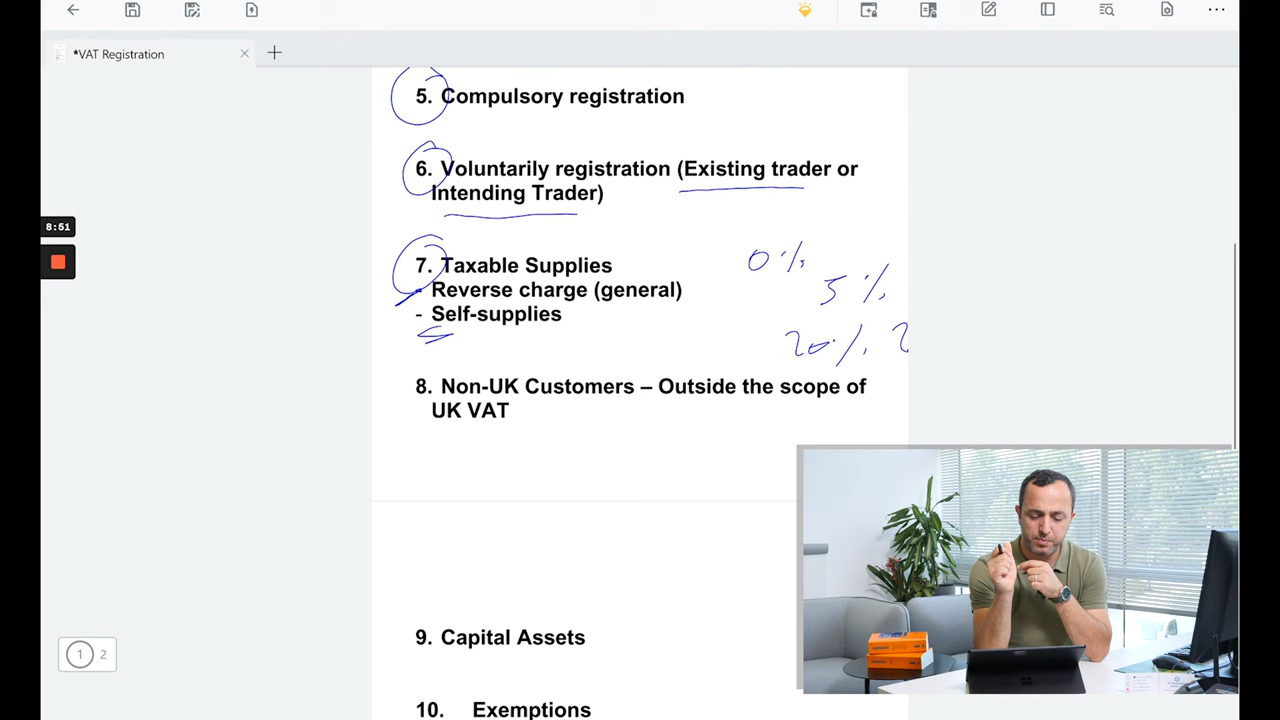 *VAT Registration
5. Compulsory registration
6. Voluntarily registration (Existing trader or
Intending Trader)
7. Taxable Supplies
- Reverse charge (general)
- Self-supplies
0%
5%
20%
8. Non-UK Customers – Outside the scope of
UK VAT
9. Capital Assets
10. Exemptions
8:51
1 2